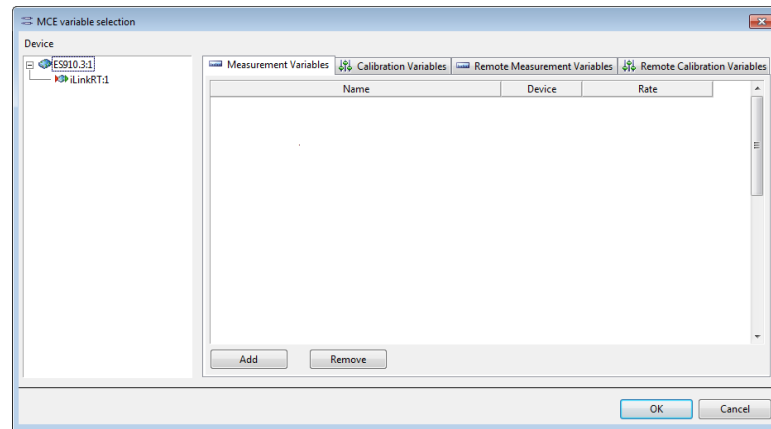 MCE variable selection
Device
ES910.3:1
iLinkRT:1
Measurement Variables Calibration Variables Remote Measurement Variables Remote Calibration Variables
Name Device Rate
Add Remove
OK Cancel